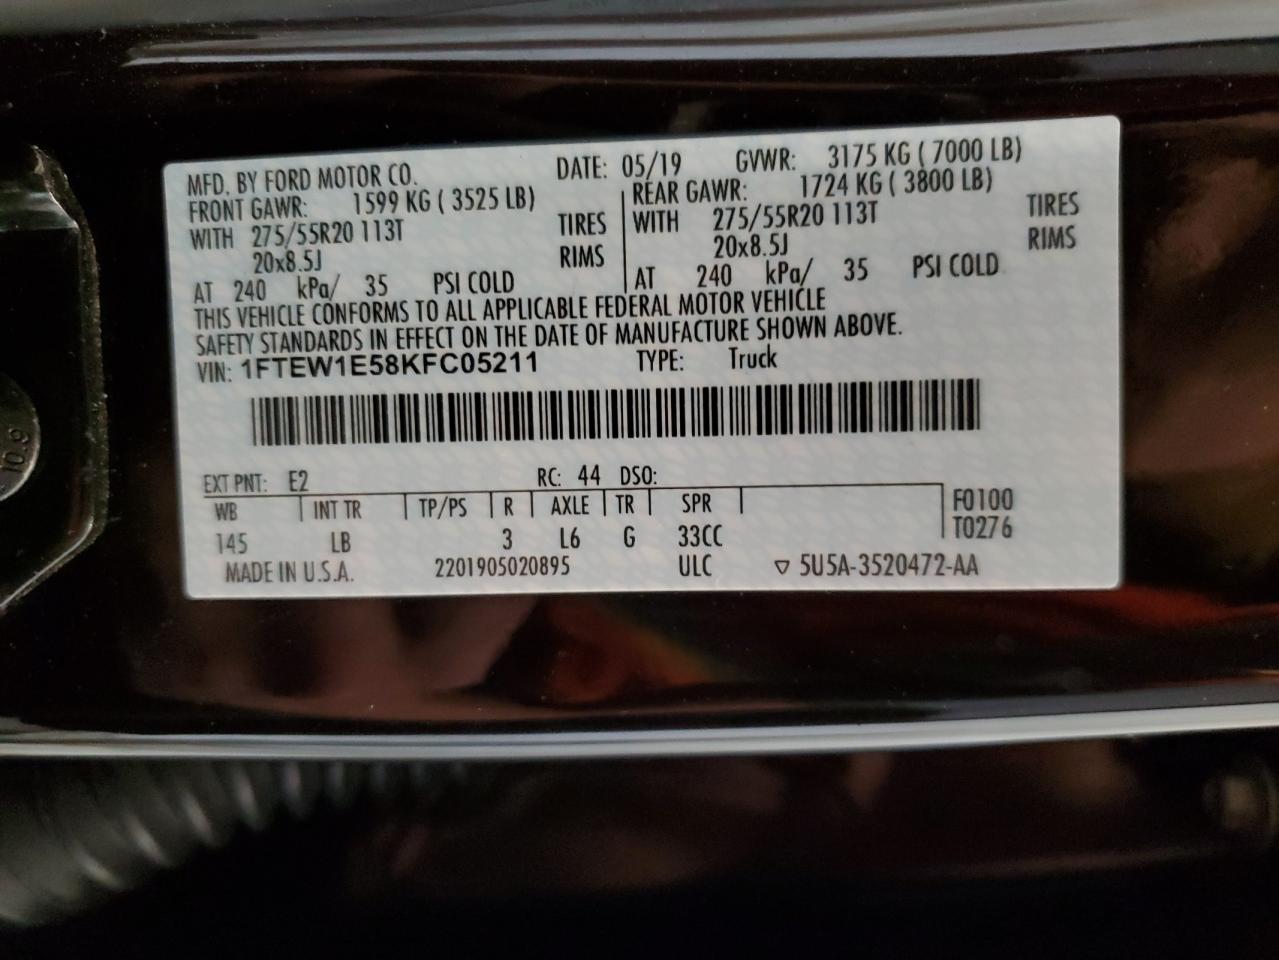 MFD. BY FORD MOTOR CO. DATE: 05/19 GVWR: 3175 KG ( 7000 LB)
FRONT GAWR: 1599 KG ( 3525 LB) REAR GAWR: 1724 KG ( 3800 LB)
WITH 275/55R20 113T TIRES WITH 275/55R20 113T TIRES
20x8.5J RIMS 20x8.5J RIMS
AT 240 kPa/ 35 PSI COLD AT 240 kPa/ 35 PSI COLD
THIS VEHICLE CONFORMS TO ALL APPLICABLE FEDERAL MOTOR VEHICLE
SAFETY STANDARDS IN EFFECT ON THE DATE OF MANUFACTURE SHOWN ABOVE.
VIN: 1FTEW1E58KFC05211 TYPE: Truck
EXT PNT: E2 RC: 44 DSO:
WB INT TR TP/PS R AXLE TR SPR F0100
145 LB 3 L6 G 33CC T0276
MADE IN U.S.A. 2201905020895 ULC ▽ 5U5A-3520472-AA
10.9